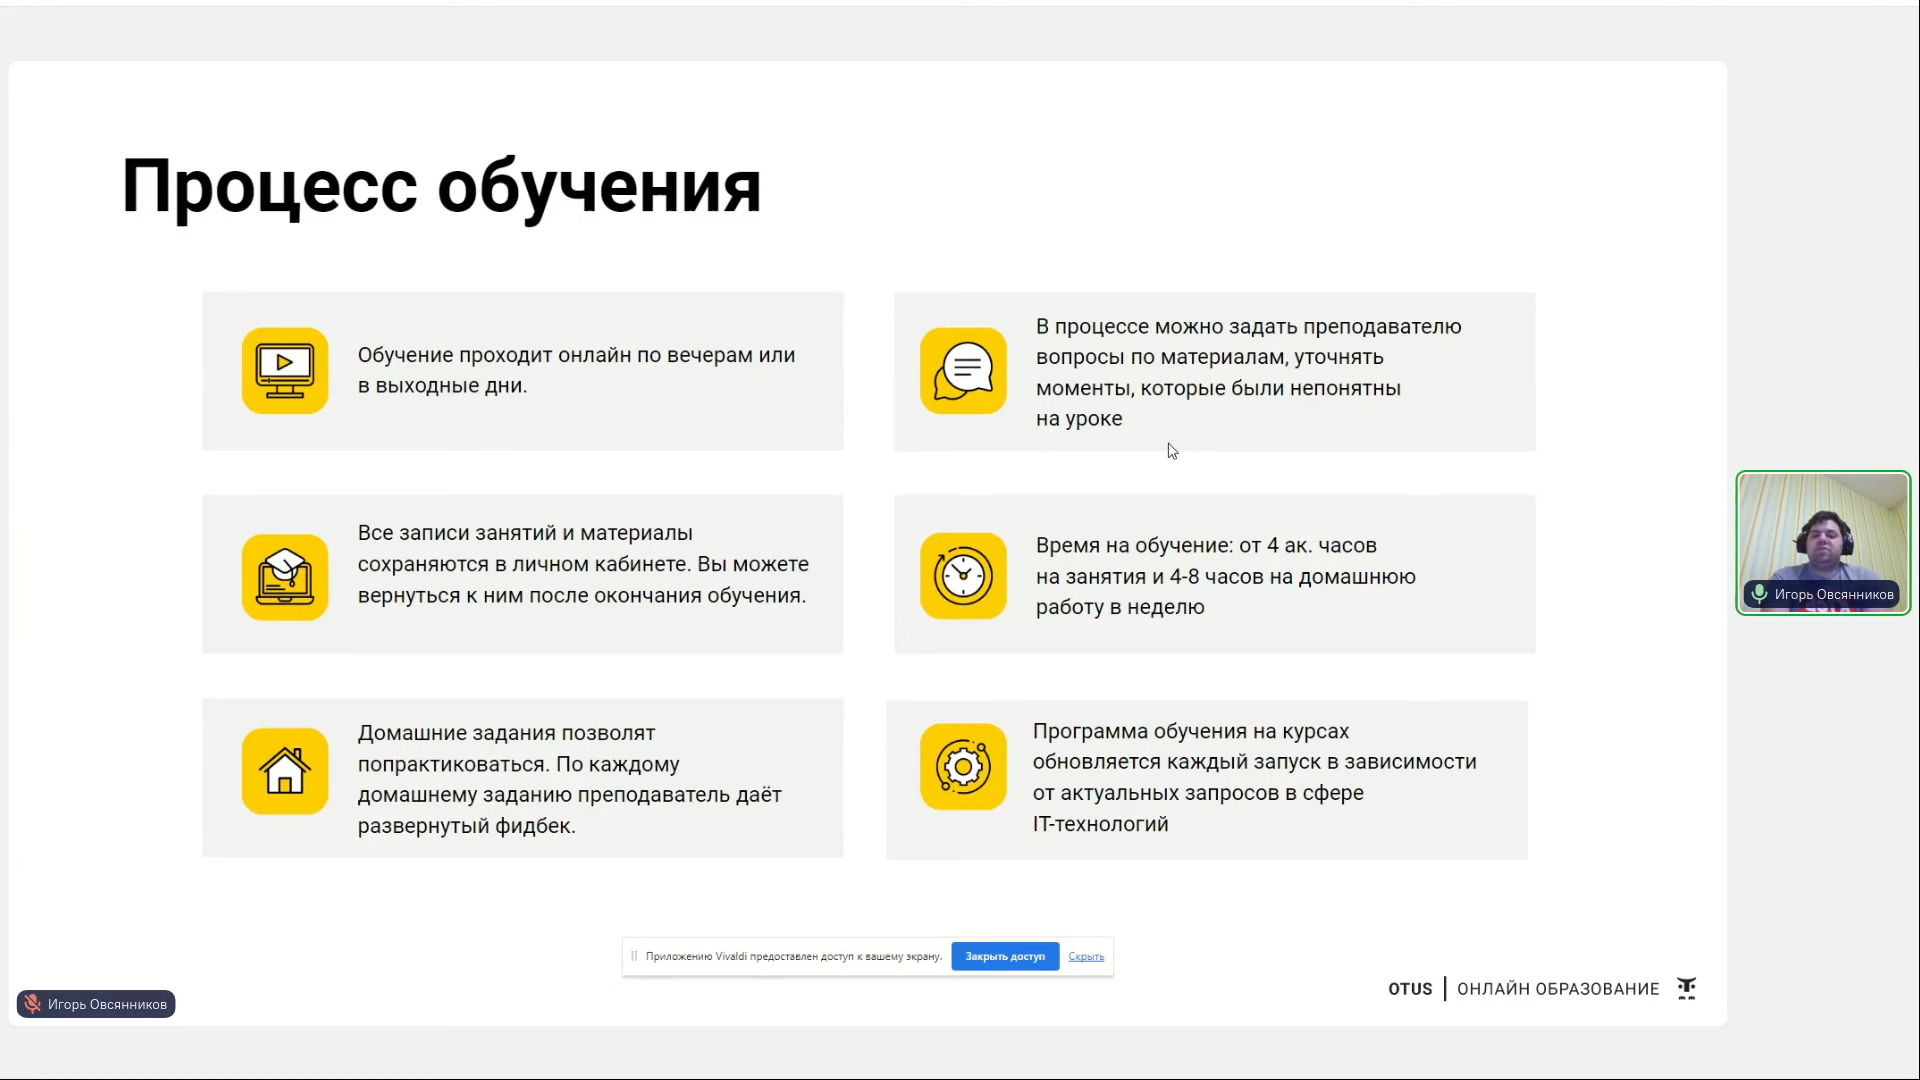 Процесс обучения
Обучение проходит онлайн по вечерам или
в выходные дни.
В процессе можно задать преподавателю
вопросы по материалам, уточнять
моменты, которые были непонятны
на уроке
Все записи занятий и материалы
сохраняются в личном кабинете. Вы можете
вернуться к ним после окончания обучения.
Время на обучение: от 4 ак. часов
на занятия и 4-8 часов на домашнюю
работу в неделю
Домашние задания позволят
попрактиковаться. По каждому
домашнему заданию преподаватель даёт
развернутый фидбек.
Программа обучения на курсах
обновляется каждый запуск в зависимости
от актуальных запросов в сфере
IT-технологий
Игорь Овсянников
Приложению Vivaldi предоставлен доступ к вашему экрану.
Закрыть доступ
Скрыть
OTUS | ОНЛАЙН ОБРАЗОВАНИЕ
Игорь Овсянников